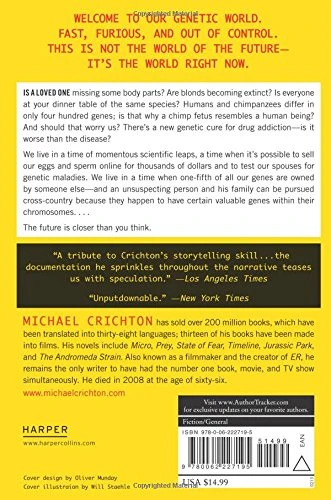 WELCOME TO OUR GENETIC WORLD.
FAST, FURIOUS, AND OUT OF CONTROL.
THIS IS NOT THE WORLD OF THE FUTURE—
IT'S THE WORLD RIGHT NOW.
IS A LOVED ONE missing some body parts? Are blonds becoming extinct? Is everyone
at your dinner table of the same species? Humans and chimpanzees differ
in only four hundred genes; is that why a chimp fetus resembles a human being?
And should that worry us? There's a new genetic cure for drug addiction—is it
worse than the disease?
We live in a time of momentous scientific leaps, a time when it's possible to sell
our eggs and sperm online for thousands of dollars and to test our spouses for
genetic maladies. We live in a time when one-fifth of all our genes are owned
by someone else—and an unsuspecting person and his family can be pursued
cross-country because they happen to have certain valuable genes within their
chromosomes. . . .
The future is closer than you think.
"A tribute to Crichton's storytelling skill...the
documentation he sprinkles throughout the narrative teases
us with speculation." —Los Angeles Times
"Unputdownable." —New York Times
MICHAEL CRICHTON has sold over 200 million books, which have
been translated into thirty-eight languages; thirteen of his books have been made
into films. His novels include Micro, Prey, State of Fear, Timeline, Jurassic Park,
and The Andromeda Strain. Also known as a filmmaker and the creator of ER, he
remains the only writer to have had the number one book, movie, and TV show
simultaneously. He died in 2008 at the age of sixty-six.
www.michaelcrichton.com
HARPER
www.harpercollins.com
Cover design by Oliver Munday
Cover illustration by Will Staehle
Visit www.AuthorTracker.com
for exclusive updates on your favorite authors.
Fiction/General
ISBN 978-0-06-222719-5
51499
EAN
9 780062 227195
USA $14.99